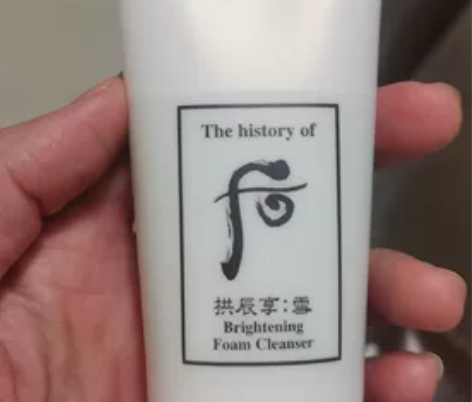 The history of
后
拱辰享:雪
Brightening
Foam Cleanser